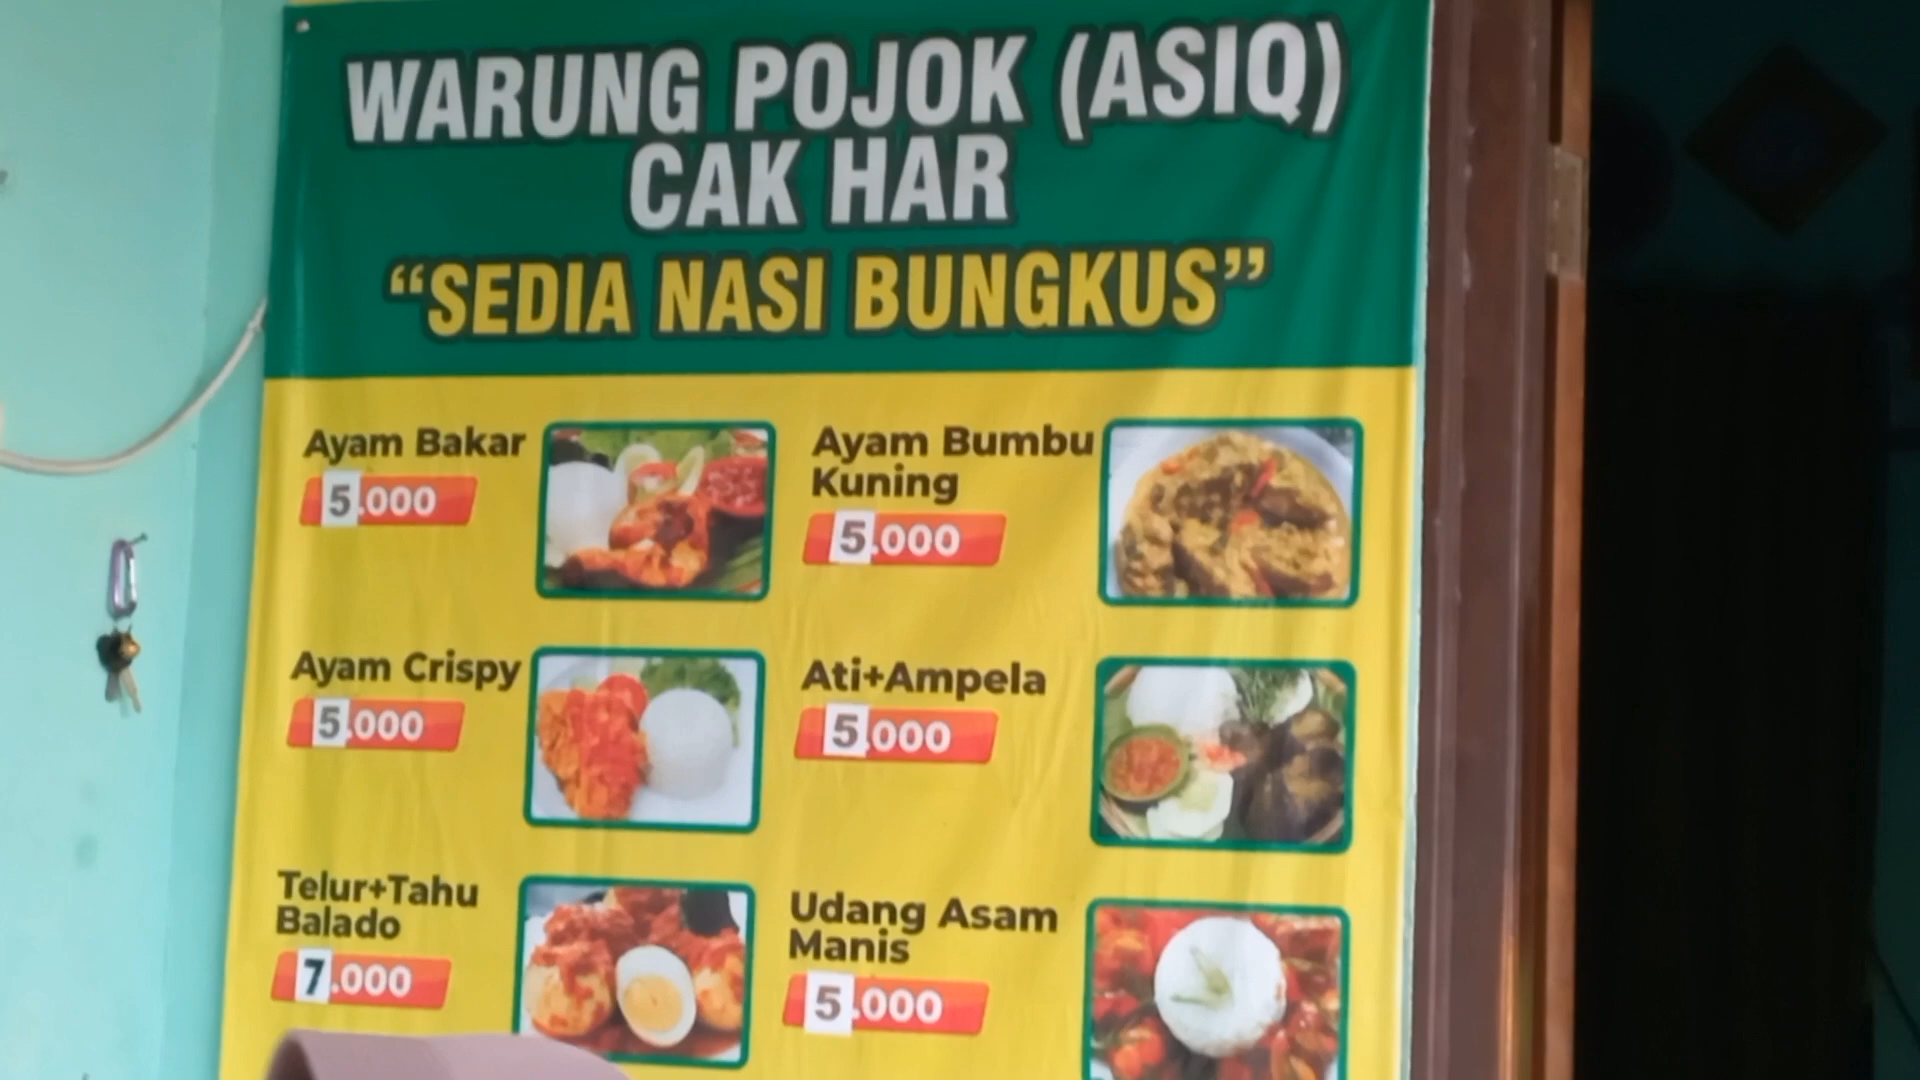 WARUNG POJOK (ASIQ)
CAK HAR
“SEDIA NASI BUNGKUS”
Ayam Bakar
5.000
Ayam Bumbu
Kuning
5.000
Ayam Crispy
5.000
Ati+Ampela
5.000
Telur+Tahu
Balado
7.000
Udang Asam
Manis
5.000